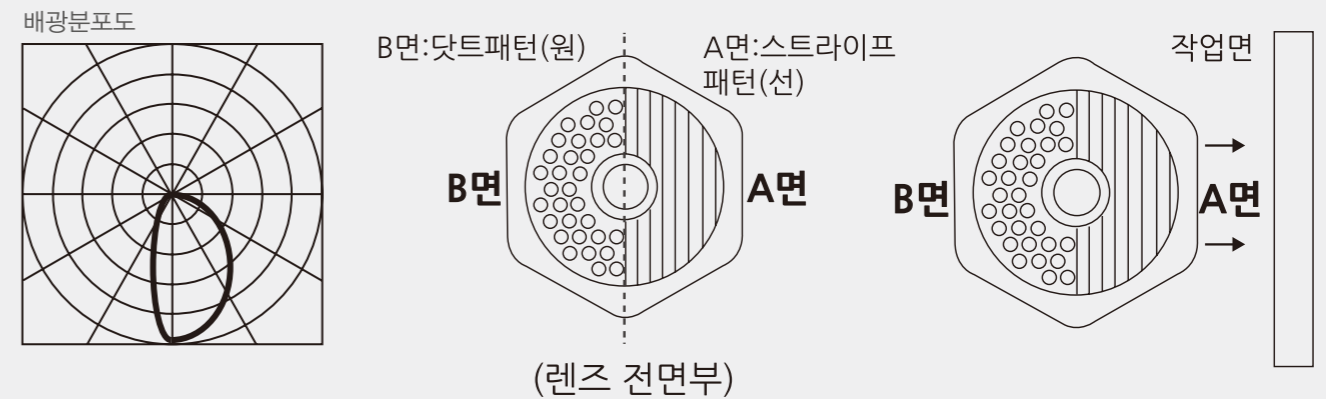 배광분포도
B면:닷트패턴(원)
A면:스트라이프
패턴(선)
B면
A면
(렌즈 전면부)
작업면
B면
A면